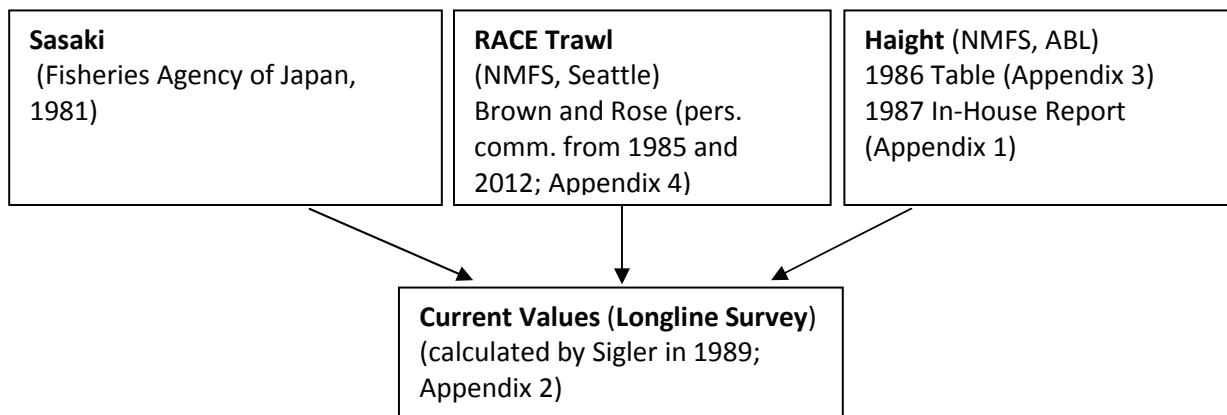 Sasaki
(Fisheries Agency of Japan,
1981)
RACE Trawl
(NMFS, Seattle)
Brown and Rose (pers.
comm. from 1985 and
2012; Appendix 4)
Haight (NMFS, ABL)
1986 Table (Appendix 3)
1987 In-House Report
(Appendix 1)
Current Values (Longline Survey)
(calculated by Sigler in 1989;
Appendix 2)